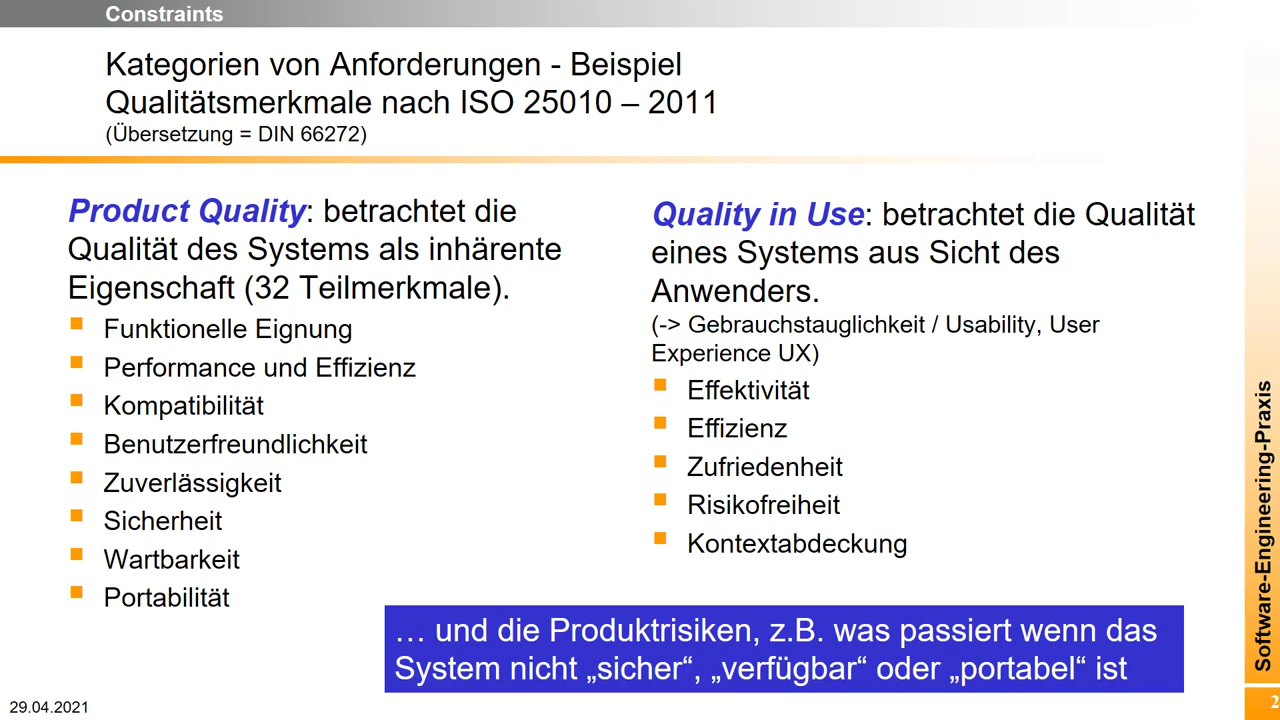 Constraints
Kategorien von Anforderungen - Beispiel
Qualitätsmerkmale nach ISO 25010 – 2011
(Übersetzung = DIN 66272)
Product Quality: betrachtet die
Qualität des Systems als inhärente
Eigenschaft (32 Teilmerkmale).
Funktionelle Eignung
Performance und Effizienz
Kompatibilität
Benutzerfreundlichkeit
Zuverlässigkeit
Sicherheit
Wartbarkeit
Portabilität
Quality in Use: betrachtet die Qualität
eines Systems aus Sicht des
Anwenders.
(-> Gebrauchstauglichkeit / Usability, User
Experience UX)
Effektivität
Effizienz
Zufriedenheit
Risikofreiheit
Kontextabdeckung
… und die Produktrisiken, z.B. was passiert wenn das
System nicht „sicher“, „verfügbar“ oder „portabel“ ist
Software-Engineering-Praxis
29.04.2021
2